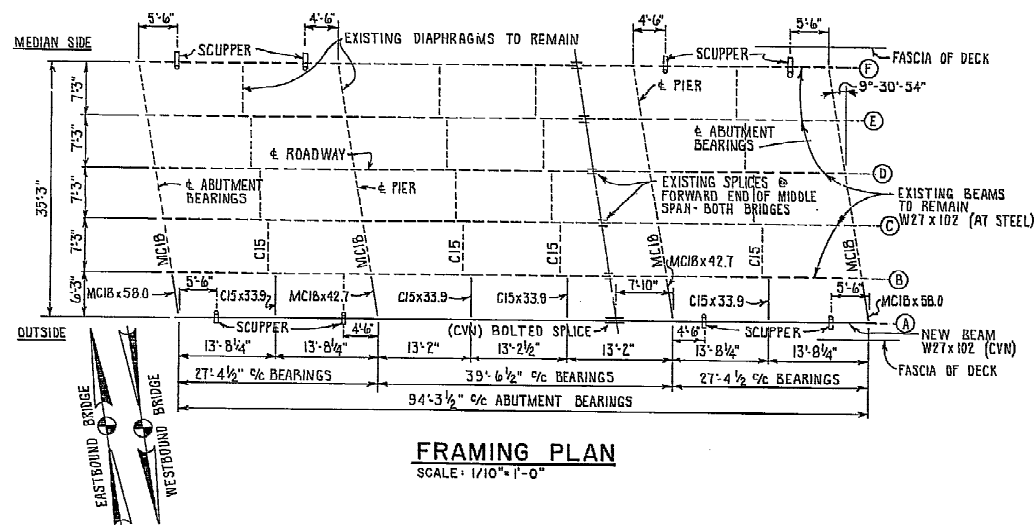 5'-6"
4'-6"
4'-6"
5'-6"
MEDIAN SIDE
SCUPPER
EXISTING DIAPHRAGMS TO REMAIN
SCUPPER
FASCIA OF DECK
F
9°-30'-54"
7'-3"
℄ PIER
E
7'-3"
℄ ABUTMENT
BEARINGS
℄ ROADWAY
D
35'-3"
7'-3"
℄ ABUTMENT
BEARINGS
℄ PIER
EXISTING SPLICES @
FORWARD END OF MIDDLE
SPAN - BOTH BRIDGES
EXISTING BEAMS
TO REMAIN
W27 x 102 (AT STEEL)
C
7'-3"
MC18
C15
MC18
C15
MC18
MC18x42.7
C15
MC18
B
6'-3"
MC18x58.0
5'-6"
C15x33.9
MC18x42.7
C15x33.9
C15x33.9
7'-10"
C15x33.9
5'-6"
MC18x58.0
A
OUTSIDE
SCUPPER
4'-6"
(CVN) BOLTED SPLICE
4'-6"
SCUPPER
NEW BEAM
W27x102 (CVN)
13'-8¼"
13'-8¼"
13'-2"
13'-2½"
13'-2"
13'-8¼"
13'-8¼"
FASCIA OF DECK
27'-4½" c/c BEARINGS
39'-6½" c/c BEARINGS
27'-4½ c/c BEARINGS
94'-3½" c/c ABUTMENT BEARINGS
EASTBOUND BRIDGE
WESTBOUND BRIDGE
FRAMING PLAN
SCALE: 1/10"=1'-0"